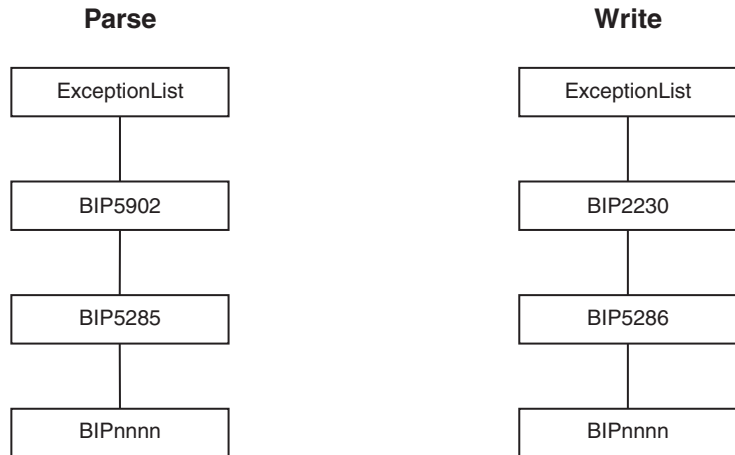 Parse
ExceptionList
BIP5902
BIP5285
BIPnnnn
Write
ExceptionList
BIP2230
BIP5286
BIPnnnn